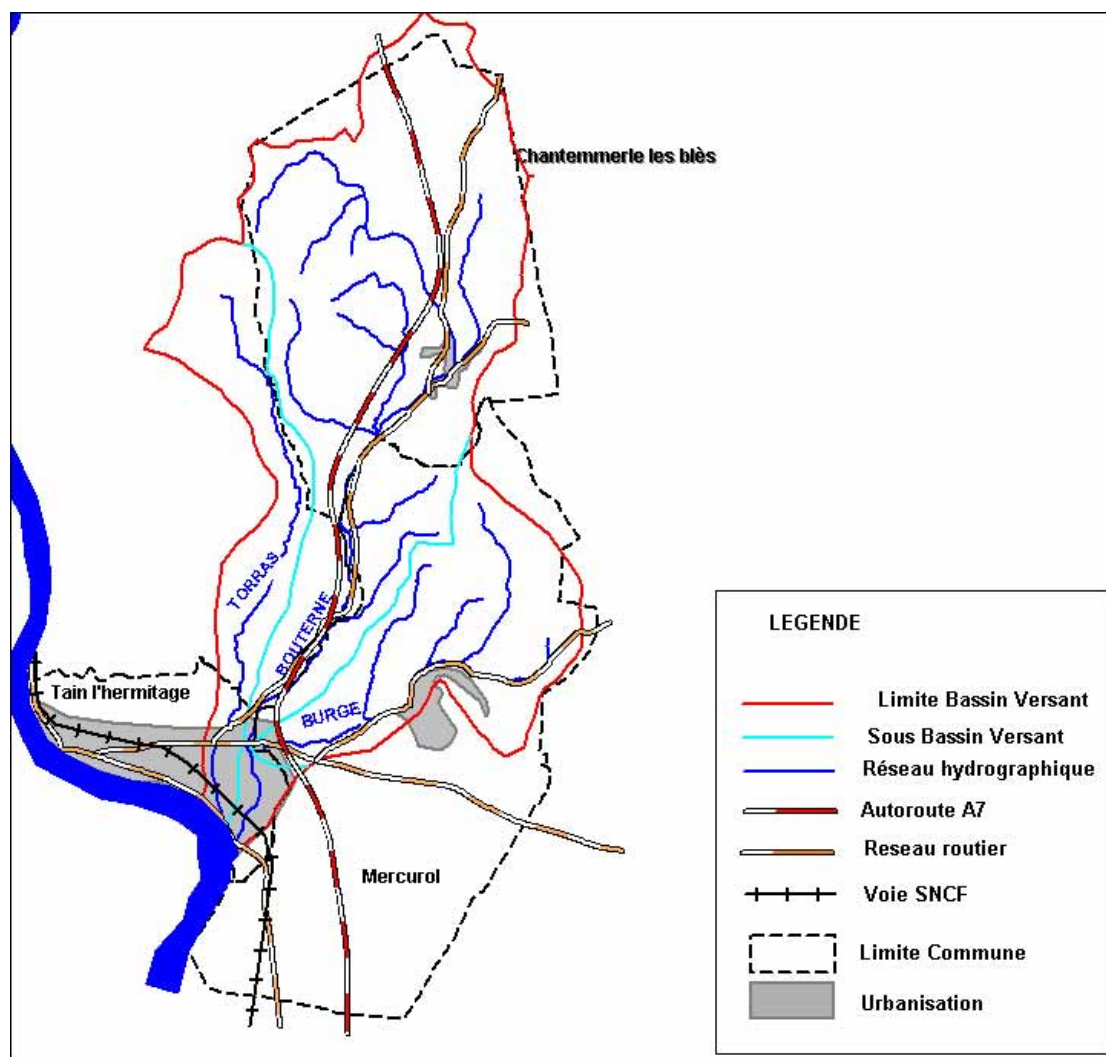 Chantemmerle les blès
TORRAS
BOUTERNE
Tain l'hermitage
BURGE
Mercurol
LEGENDE
Limite Bassin Versant
Sous Bassin Versant
Réseau hydrographique
Autoroute A7
Reseau routier
Voie SNCF
Limite Commune
Urbanisation